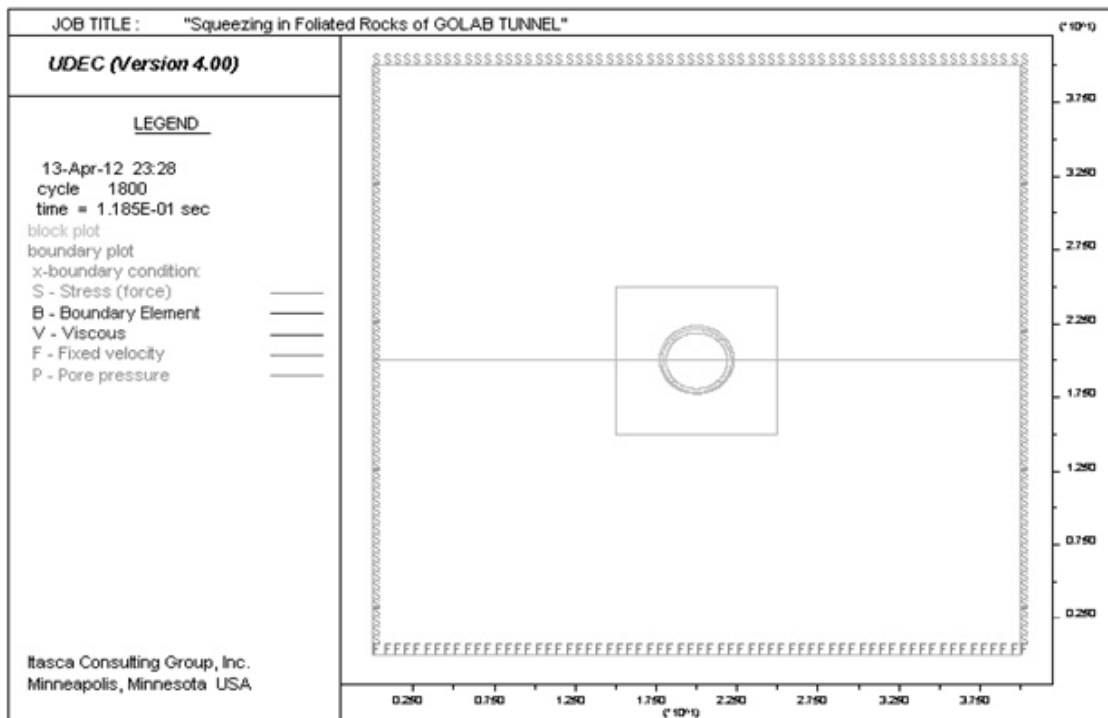 JOB TITLE : "Squeezing in Foliated Rocks of GOLAB TUNNEL"
UDEC (Version 4.00)
LEGEND
13-Apr-12 23:28
cycle 1800
time = 1.185E-01 sec
block plot
boundary plot
x-boundary condition:
S - Stress (force)
B - Boundary Element
V - Viscous
F - Fixed velocity
P - Pore pressure
Itasca Consulting Group, Inc.
Minneapolis, Minnesota USA
(*10^1)
3.750
3.250
2.750
2.250
1.750
1.250
0.750
0.250
0.250 0.750 1.250 1.750 2.250 2.750 3.250 3.750
(*10^1)